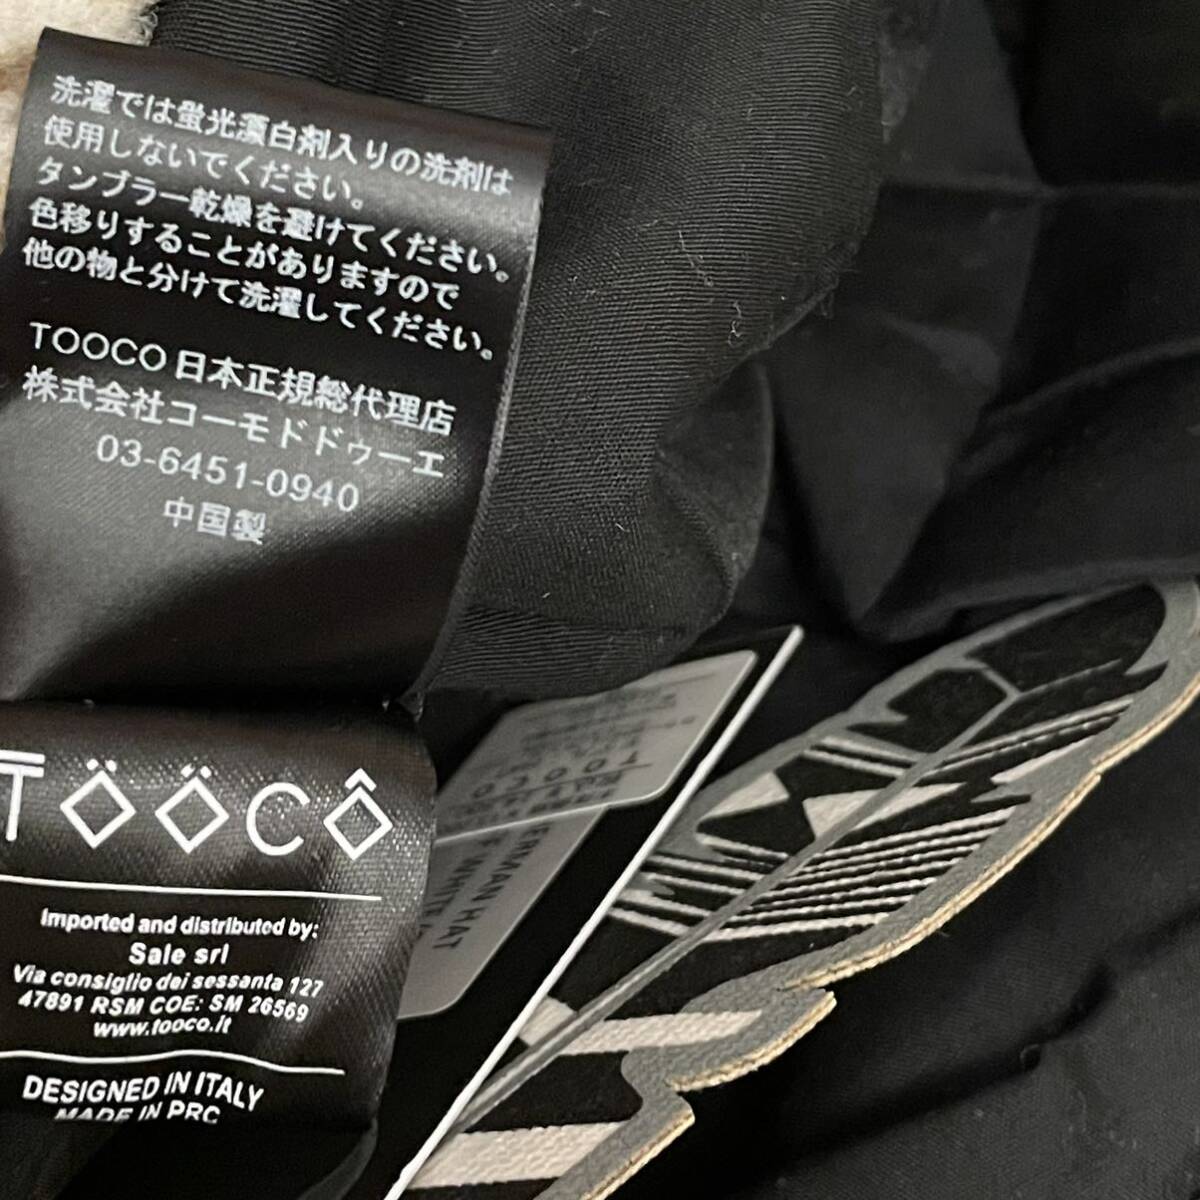 洗濯では蛍光漂白剤入りの洗剤は
使用しないでください。
タンブラー乾燥を避けてください。
色移りすることがありますので
他の物と分けて洗濯してください。
TOOCO 日本正規総代理店
株式会社コーモドドゥーエ
03-6451-0940
中国製
TÖÖCÔ
Imported and distributed by:
Sale srl
Via consiglio dei sessanta 127
47891 RSM COE: SM 26569
www.tooco.it
DESIGNED IN ITALY
MADE IN PRC
ERMAN HAT
WHITE